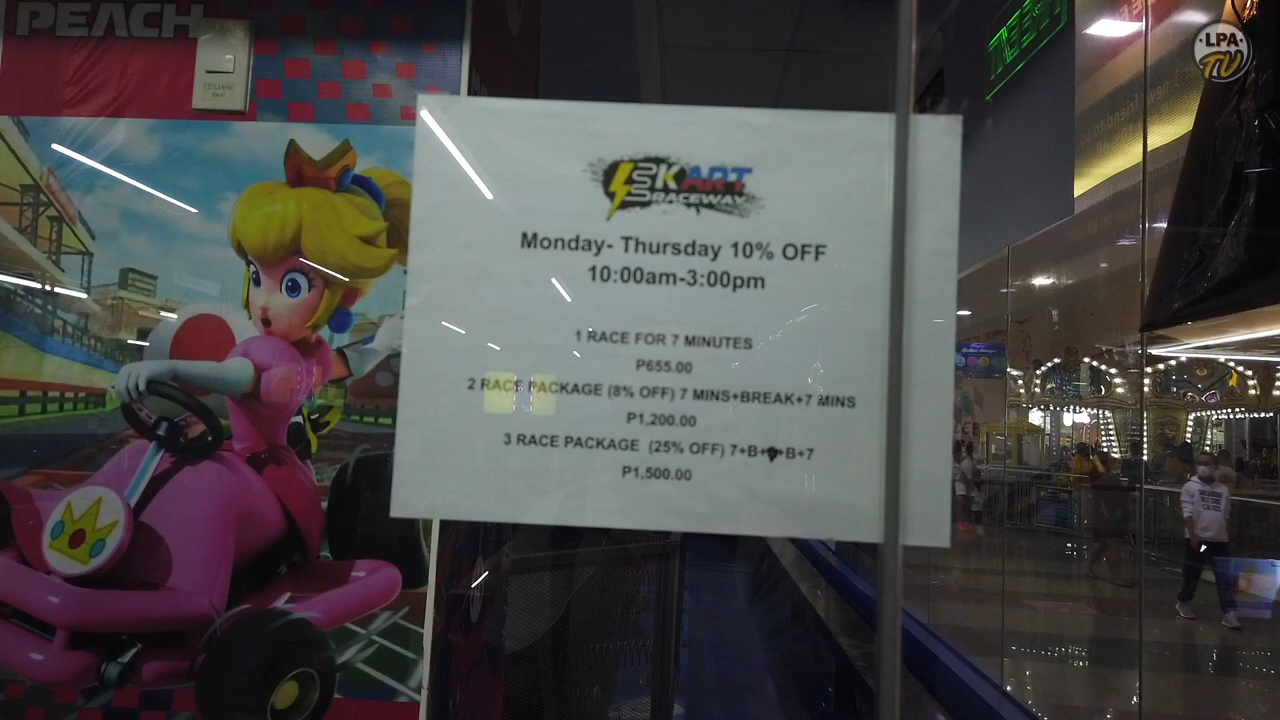 PEACH
LPA
TV
EKART
RACEWAY
Monday- Thursday 10% OFF
10:00am-3:00pm
1 RACE FOR 7 MINUTES
P655.00
2 RACE PACKAGE (8% OFF) 7 MINS+BREAK+7 MINS
P1,200.00
3 RACE PACKAGE (25% OFF) 7+B+7+B+7
P1,500.00